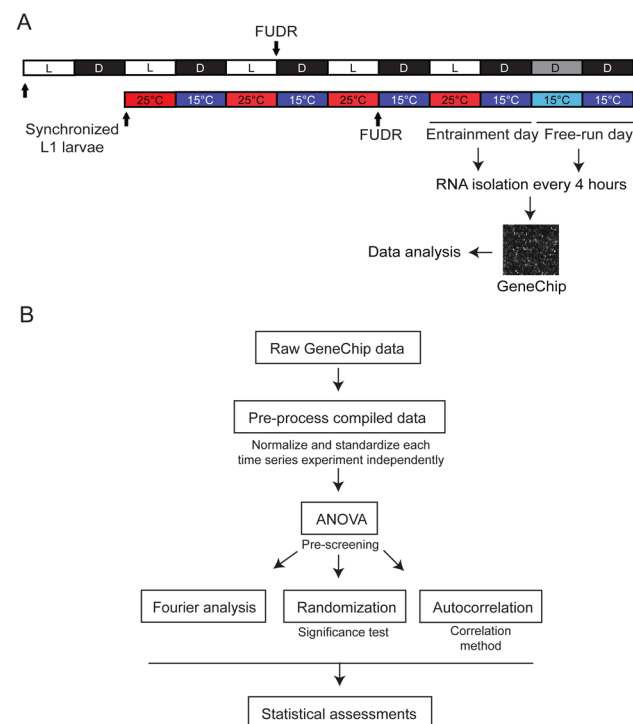 A
FUDR
L D L D L D L D L D D D
25°C 15°C 25°C 15°C 25°C 15°C 25°C 15°C 15°C 15°C
Synchronized
L1 larvae
FUDR
Entrainment day
Free-run day
RNA isolation every 4 hours
Data analysis
GeneChip
B
Raw GeneChip data
Pre-process compiled data
Normalize and standardize each
time series experiment independently
ANOVA
Pre-screening
Fourier analysis
Randomization
Autocorrelation
Significance test
Correlation
method
Statistical assessments